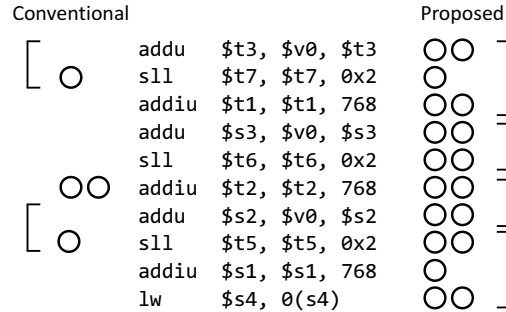 Conventional Proposed
addu $t3, $v0, $t3
sll $t7, $t7, 0x2
addiu $t1, $t1, 768
addu $s3, $v0, $s3
sll $t6, $t6, 0x2
addiu $t2, $t2, 768
addu $s2, $v0, $s2
sll $t5, $t5, 0x2
addiu $s1, $s1, 768
lw $s4, 0(s4)